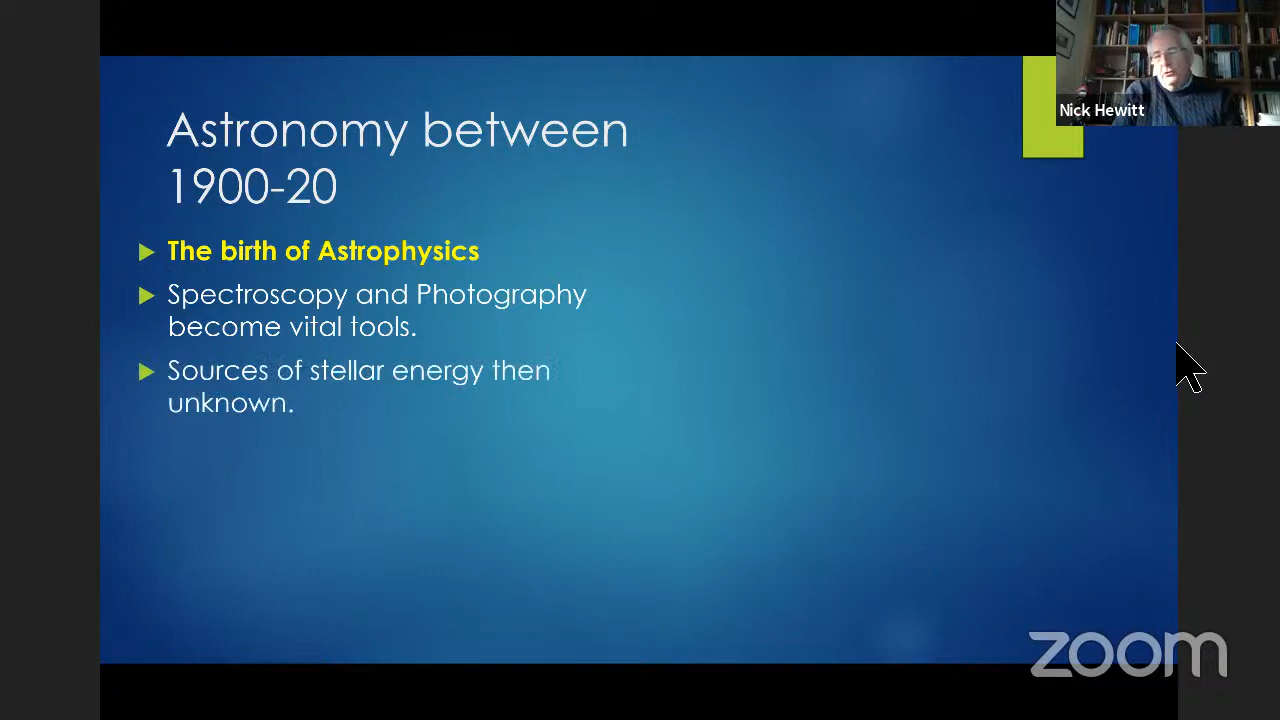 Nick Hewitt
Astronomy between
1900-20
The birth of Astrophysics
Spectroscopy and Photography
become vital tools.
Sources of stellar energy then
unknown.
zoom